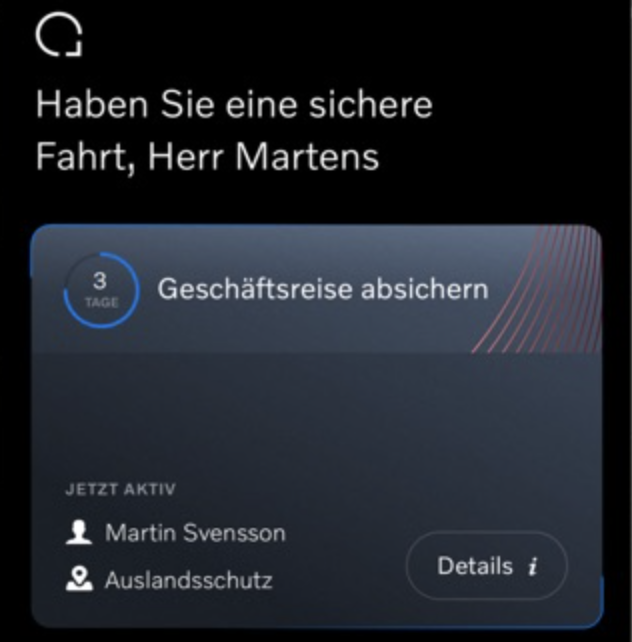 Haben Sie eine sichere
Fahrt, Herr Martens
3
TAGE
Geschäftsreise absichern
JETZT AKTIV
Martin Svensson
Auslandsschutz
Details i